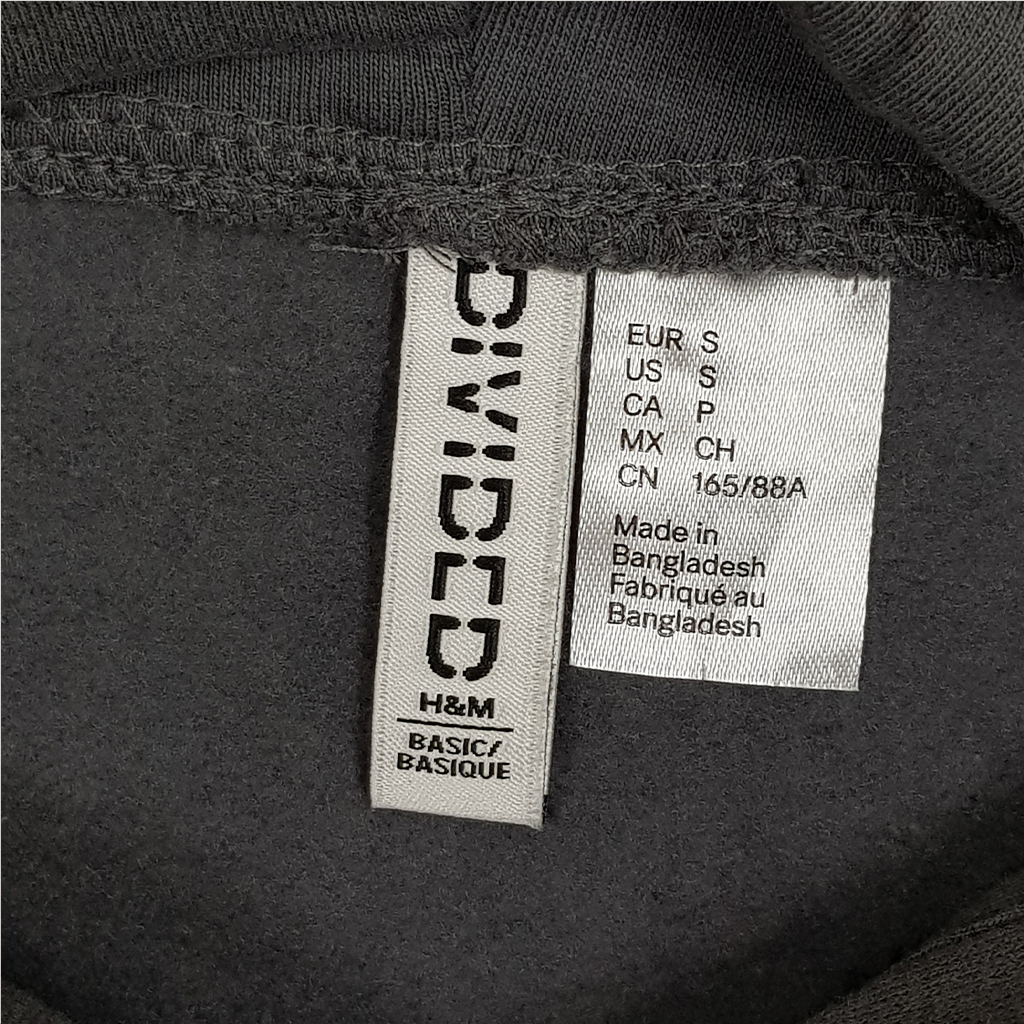 DIVIDED
H&M
BASIC/
BASIQUE
EUR S
US S
CA P
MX CH
CN 165/88A
Made in
Bangladesh
Fabriqué au
Bangladesh